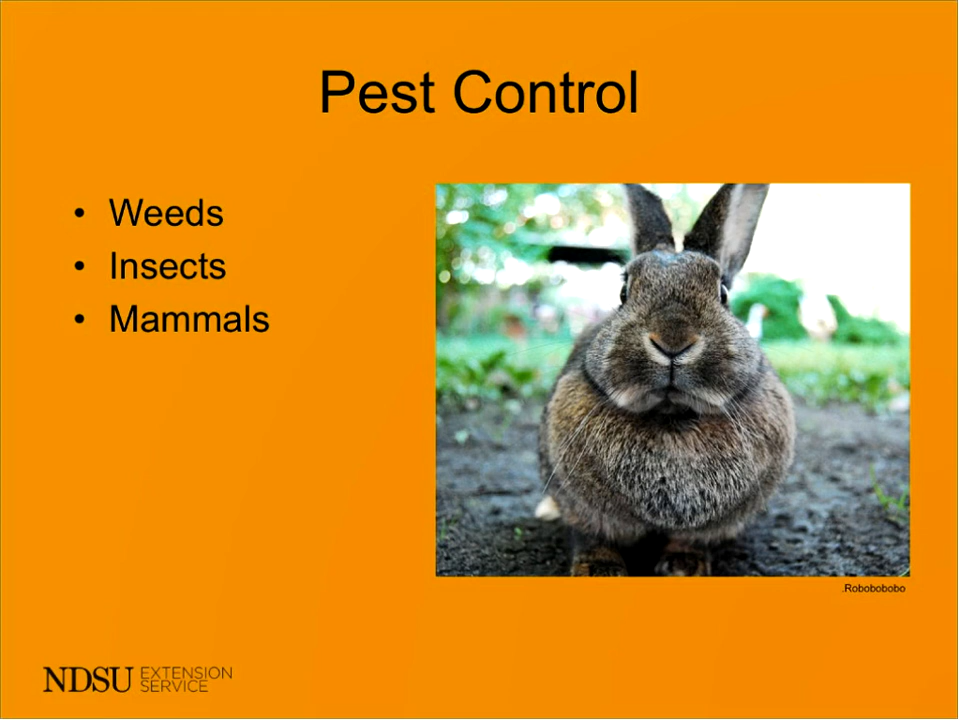 Pest Control
• Weeds
• Insects
• Mammals
.Robobobobo
NDSU EXTENSION
SERVICE